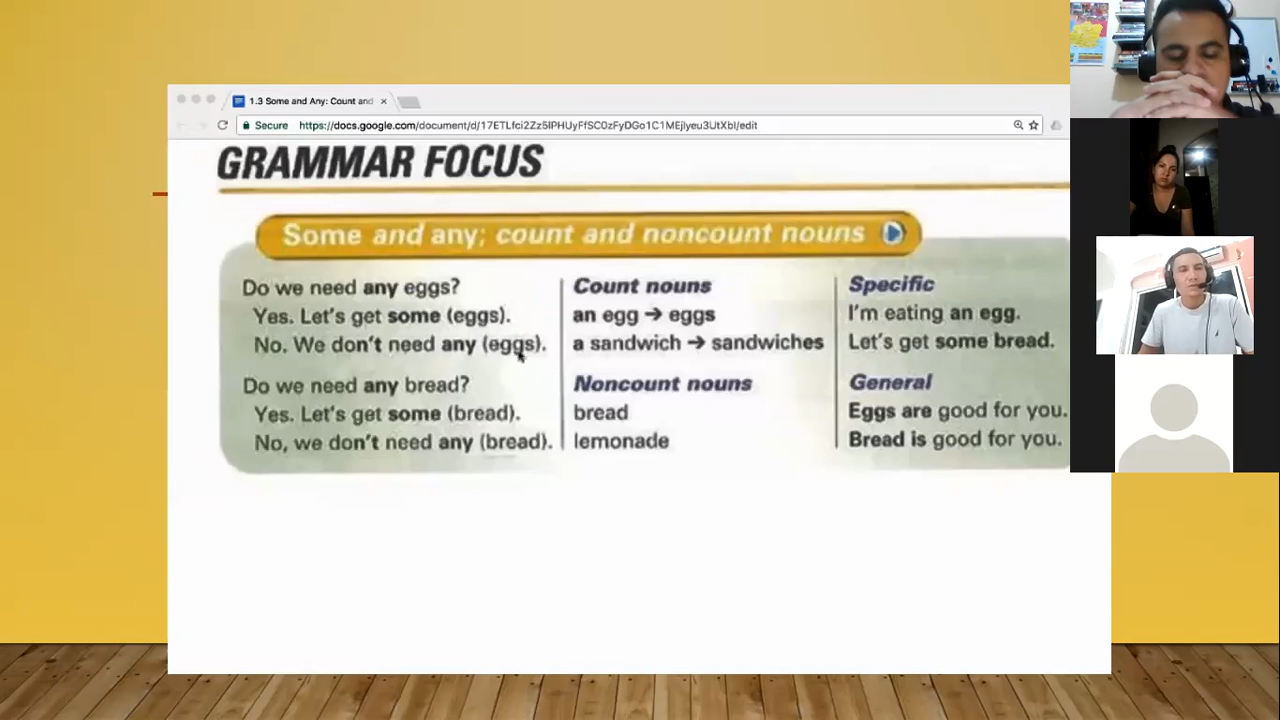 1.3 Some and Any: Count and
Secure https://docs.google.com/document/d/17ETLfci2Zz5IPHUyFfSC0zFyDGo1C1MEjlyeu3UtXbI/edit
GRAMMAR FOCUS
Some and any; count and noncount nouns
Do we need any eggs?
Yes. Let's get some (eggs).
No. We don't need any (eggs).
Do we need any bread?
Yes. Let's get some (bread).
No, we don't need any (bread).
Count nouns
an egg → eggs
a sandwich → sandwiches
Noncount nouns
bread
lemonade
Specific
I'm eating an egg.
Let's get some bread.
General
Eggs are good for you.
Bread is good for you.